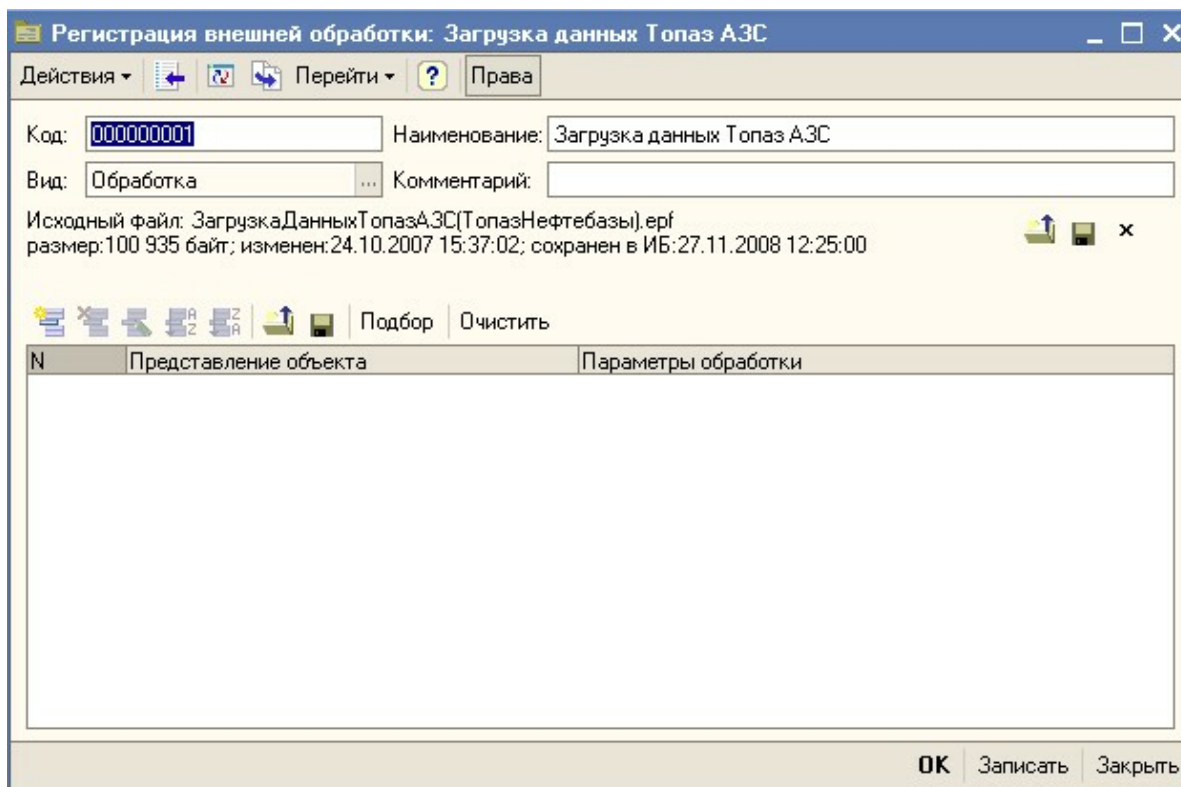 Регистрация внешней обработки: Загрузка данных Топаз АЗС
Действия Перейти ? Права
Код: 000000001 Наименование: Загрузка данных Топаз АЗС
Вид: Обработка ... Комментарий:
Исходный файл: ЗагрузкаДанныхТопазАЗС(ТопазНефтебазы).epf
размер:100 935 байт; изменен:24.10.2007 15:37:02; сохранен в ИБ:27.11.2008 12:25:00
Подбор Очистить
N Представление объекта Параметры обработки
OK Записать Закрыть